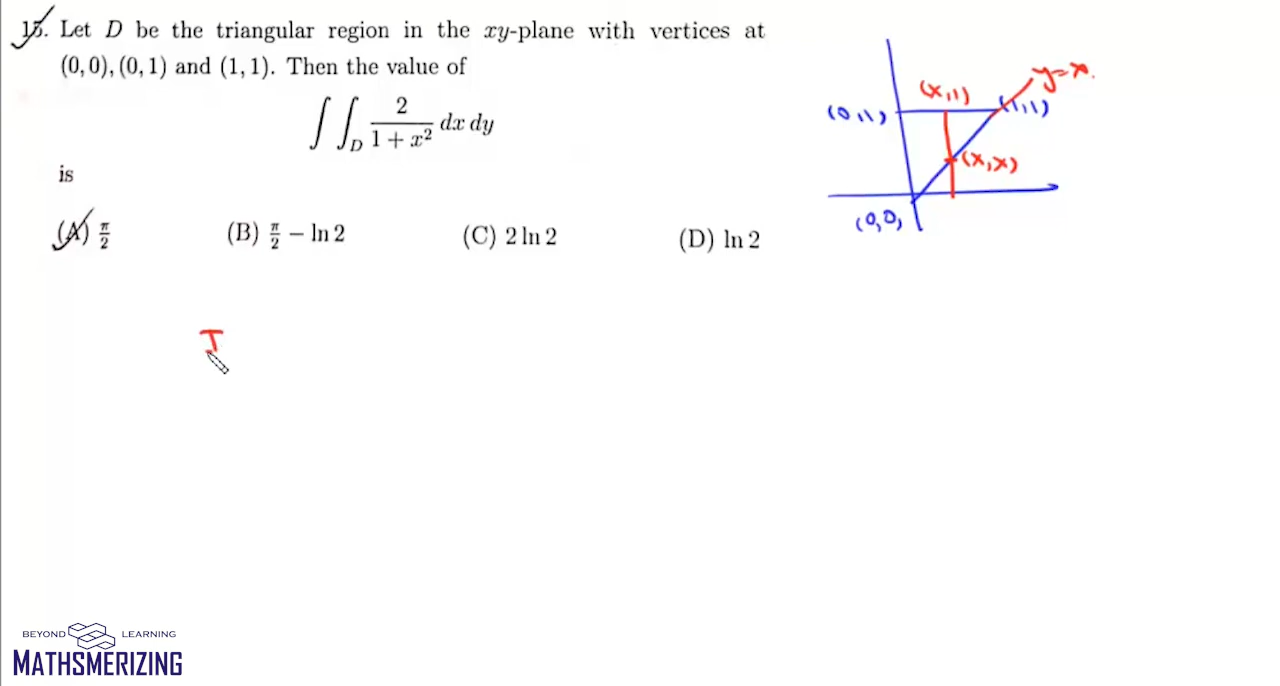 15. Let D be the triangular region in the xy-plane with vertices at
(0, 0), (0, 1) and (1, 1). Then the value of
∫∫_D 2/(1 + x²) dx dy
is
(A) π/2 (B) π/2 − ln 2 (C) 2 ln 2 (D) ln 2
y=x.
(x,1)
(0,1) (1,1)
(x,x)
(0,0,
I
BEYOND LEARNING
MATHSMERIZING